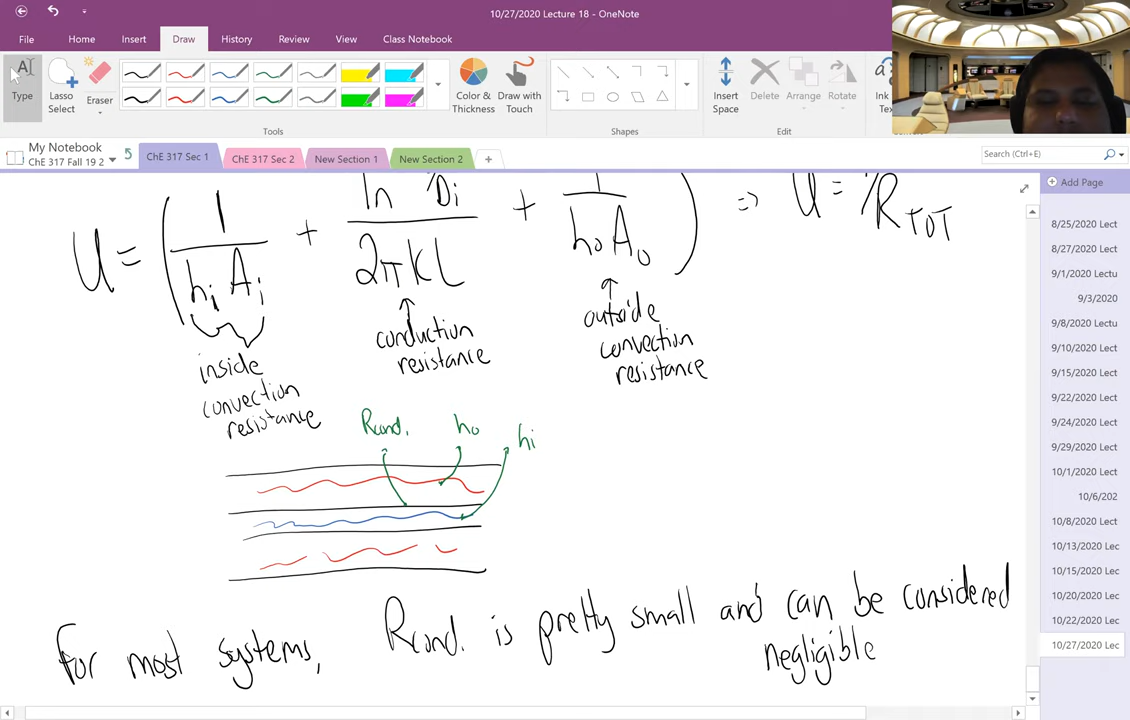 10/27/2020 Lecture 18 - OneNote
File Home Insert Draw History Review View Class Notebook
Type
Lasso Select
Eraser
Color & Thickness
Draw with Touch
Insert Space
Delete
Arrange
Rotate
Ink
Tex
Tools
Shapes
Edit
My Notebook
ChE 317 Fall 19 2
ChE 317 Sec 1
ChE 317 Sec 2
New Section 1
New Section 2
+
Search (Ctrl+E)
Add Page
8/25/2020 Lect
8/27/2020 Lect
9/1/2020 Lectu
9/3/2020
9/8/2020 Lectu
9/10/2020 Lect
9/15/2020 Lect
9/22/2020 Lect
9/24/2020 Lect
9/29/2020 Lect
10/1/2020 Lect
10/6/202
10/8/2020 Lect
10/13/2020 Lec
10/15/2020 Lec
10/20/2020 Lec
10/22/2020 Lec
10/27/2020 Lec
U = ( 1 / hi Ai + ln Di / 2πkL + 1 / ho Ao ) => U = 1/RTOT
inside convection resistance
conduction resistance
outside convection resistance
Rcond. ho hi
For most systems, Rcond. is pretty small and can be considered
negligible